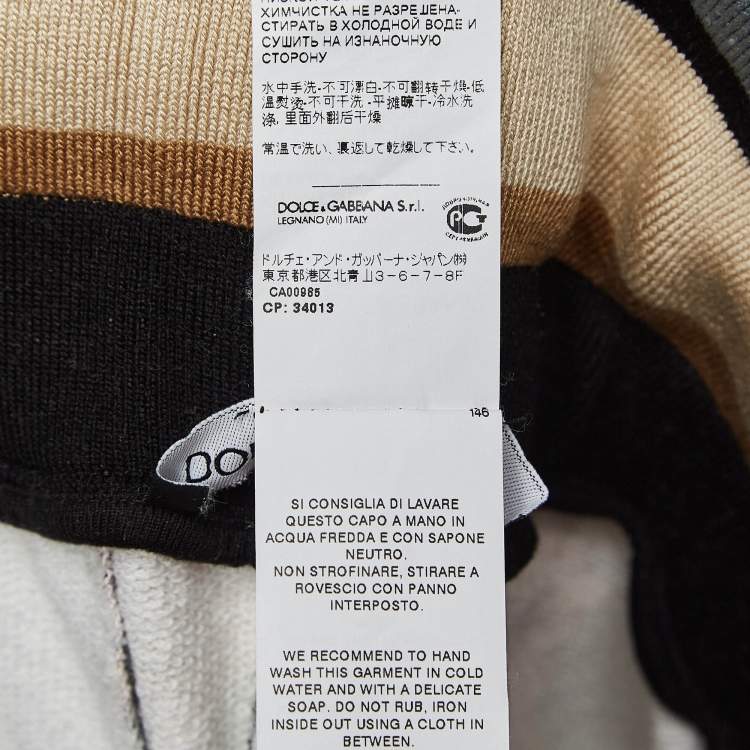 ХИМЧИСТКА НЕ РАЗРЕШЕНА-
СТИРАТЬ В ХОЛОДНОЙ ВОДЕ И
СУШИТЬ НА ИЗНАНОЧНУЮ
СТОРОНУ
水中手洗-不可漂白-不可翻转干燥-低
温熨烫-不可干洗-平摊晾干-冷水洗
涤, 里面外翻后干燥
常温で洗い、裏返して乾燥して下さい。
DOLCE & GABBANA S.r.l.
LEGNANO (MI) ITALY
РСТ
ドルチェ・アンド・ガッバーナ・ジャパン㈱
東京都港区北青山3-6-7-8F
CA00985
CP: 34013
146
DO
SI CONSIGLIA DI LAVARE
QUESTO CAPO A MANO IN
ACQUA FREDDA E CON SAPONE
NEUTRO.
NON STROFINARE, STIRARE A
ROVESCIO CON PANNO
INTERPOSTO.
WE RECOMMEND TO HAND
WASH THIS GARMENT IN COLD
WATER AND WITH A DELICATE
SOAP. DO NOT RUB, IRON
INSIDE OUT USING A CLOTH IN
BETWEEN.